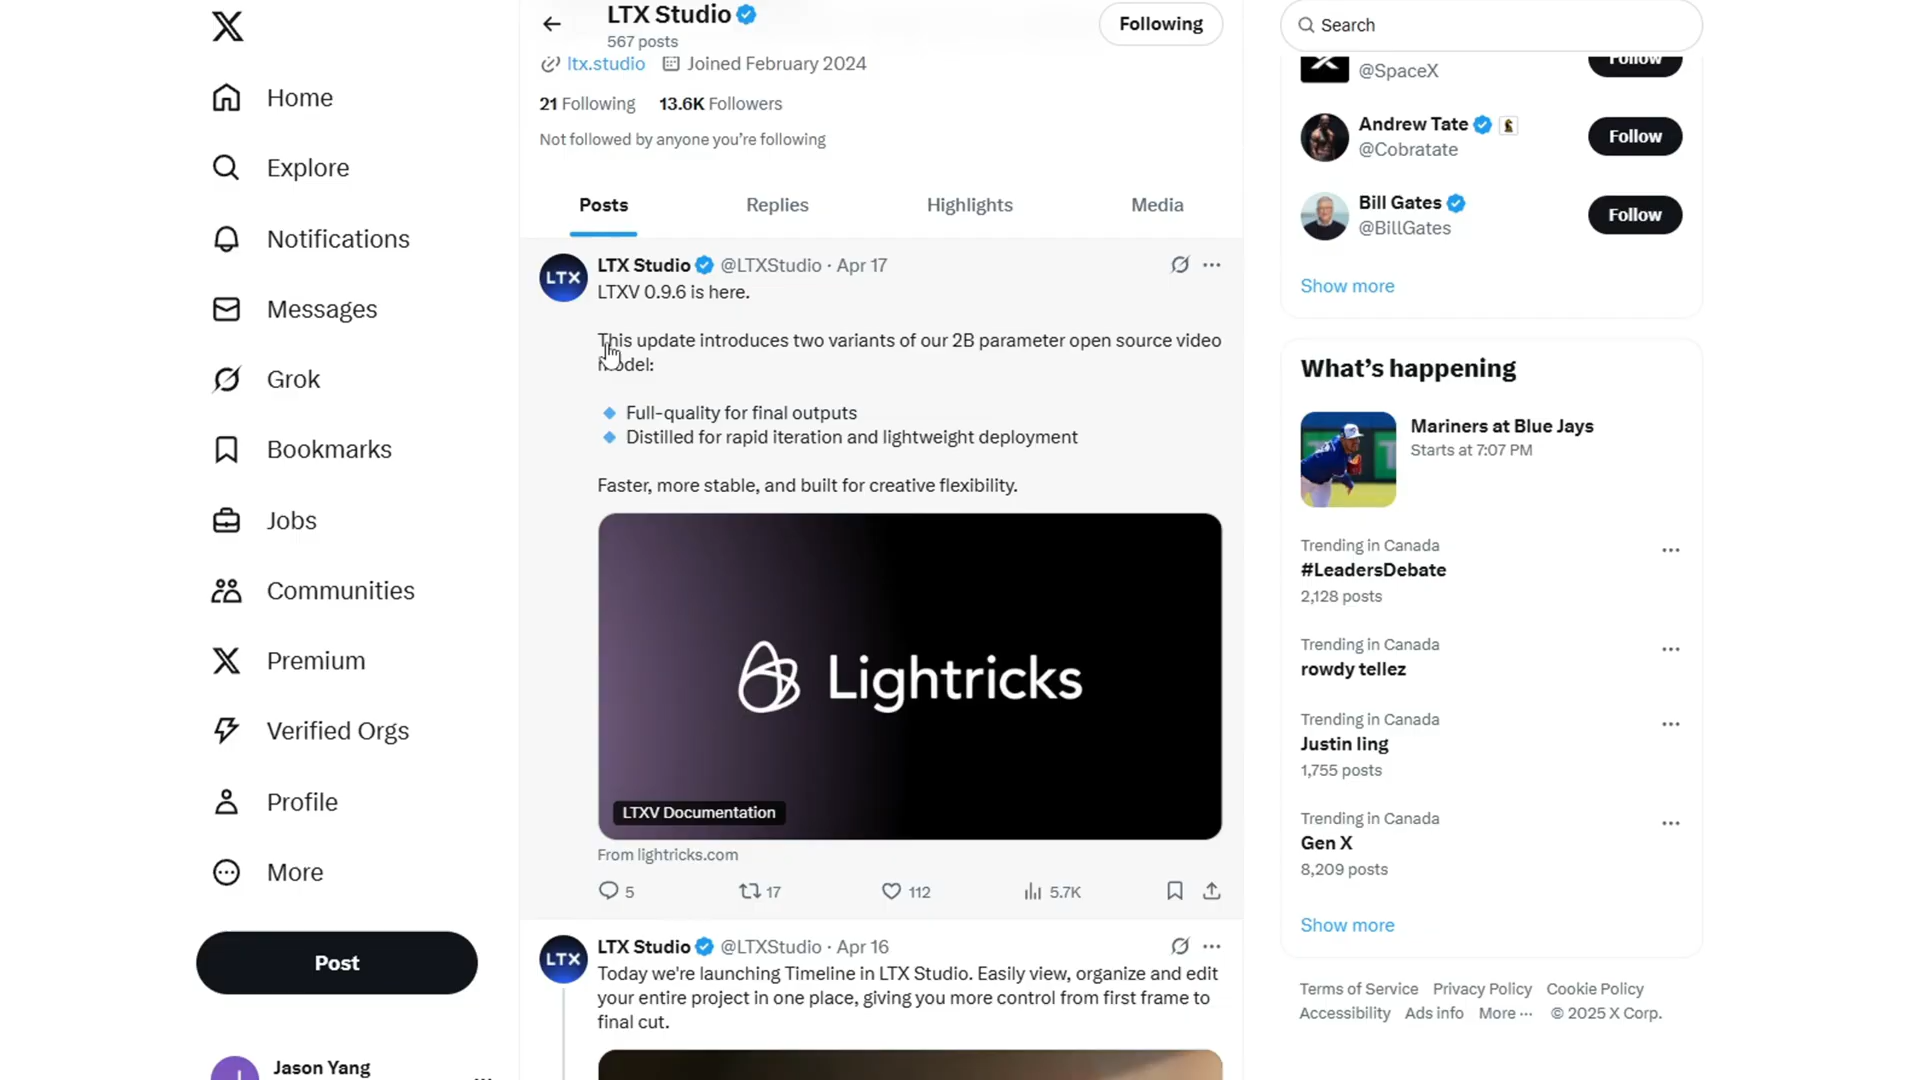 Home
Explore
Notifications
Messages
Grok
Bookmarks
Jobs
Communities
Premium
Verified Orgs
Profile
More
Post
Jason Yang
LTX Studio
567 posts
Following
ltx.studio Joined February 2024
21 Following 13.6K Followers
Not followed by anyone you're following
Posts Replies Highlights Media
LTX
LTX Studio @LTXStudio · Apr 17
LTXV 0.9.6 is here.
This update introduces two variants of our 2B parameter open source video
model:
Full-quality for final outputs
Distilled for rapid iteration and lightweight deployment
Faster, more stable, and built for creative flexibility.
Lightricks
LTXV Documentation
From lightricks.com
5 17 112 5.7K
LTX
LTX Studio @LTXStudio · Apr 16
Today we're launching Timeline in LTX Studio. Easily view, organize and edit
your entire project in one place, giving you more control from first frame to
final cut.
Search
@SpaceX
Follow
Andrew Tate
@Cobratate
Follow
Bill Gates
@BillGates
Follow
Show more
What's happening
Mariners at Blue Jays
Starts at 7:07 PM
Trending in Canada
#LeadersDebate
2,128 posts
Trending in Canada
rowdy tellez
Trending in Canada
Justin ling
1,755 posts
Trending in Canada
Gen X
8,209 posts
Show more
Terms of Service Privacy Policy Cookie Policy
Accessibility Ads info More ··· © 2025 X Corp.